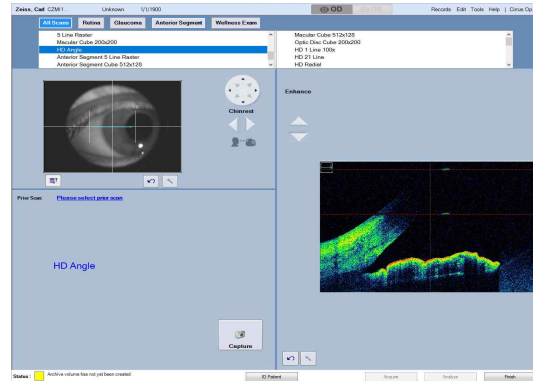 Zeiss, Carl CZMI1... Unknown 1/1/1900 OD OS Records Edit Tools Help | Cirrus Op
All Scans Retina Glaucoma Anterior Segment Wellness Exam
5 Line Raster
Macular Cube 200x200
HD Angle
Anterior Segment 5 Line Raster
Anterior Segment Cube 512x128
Macular Cube 512x128
Optic Disc Cube 200x200
HD 1 Line 100x
HD 21 Line
HD Radial
Chinrest
Enhance
Prior Scan: Please select prior scan
HD Angle
Capture
Status : Archive volume has not yet been created
ID Patient
Acquire
Analyze
Finish